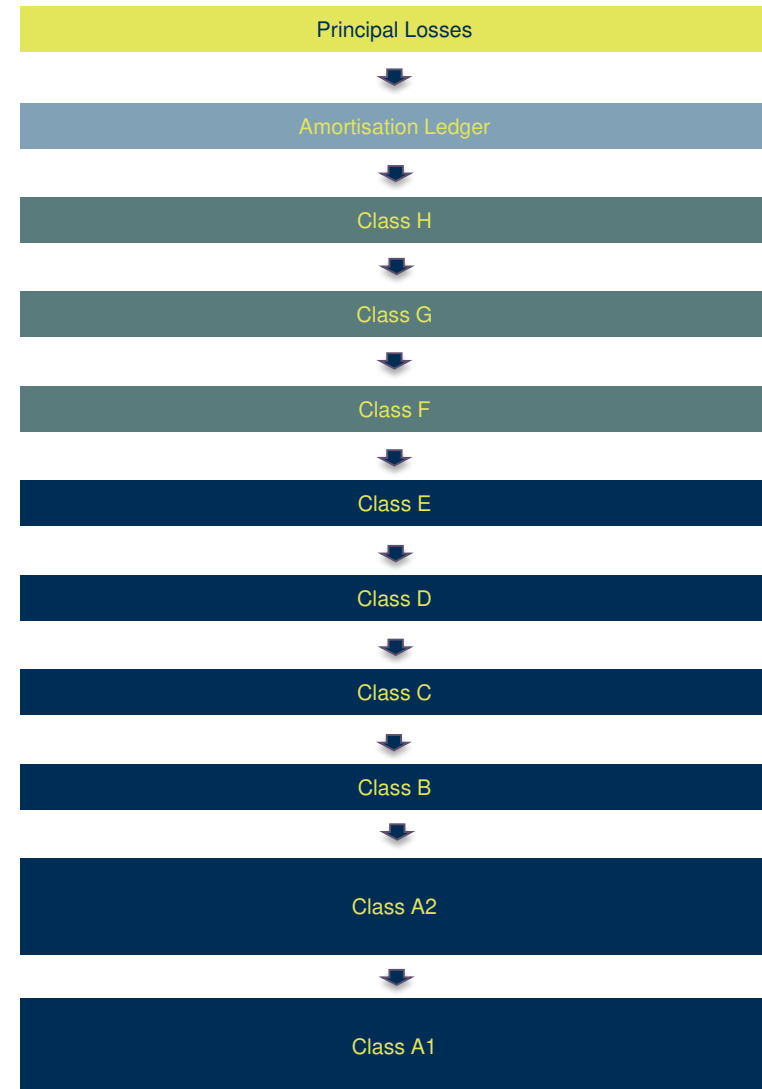 Principal Losses
Amortisation Ledger
Class H
Class G
Class F
Class E
Class D
Class C
Class B
Class A2
Class A1